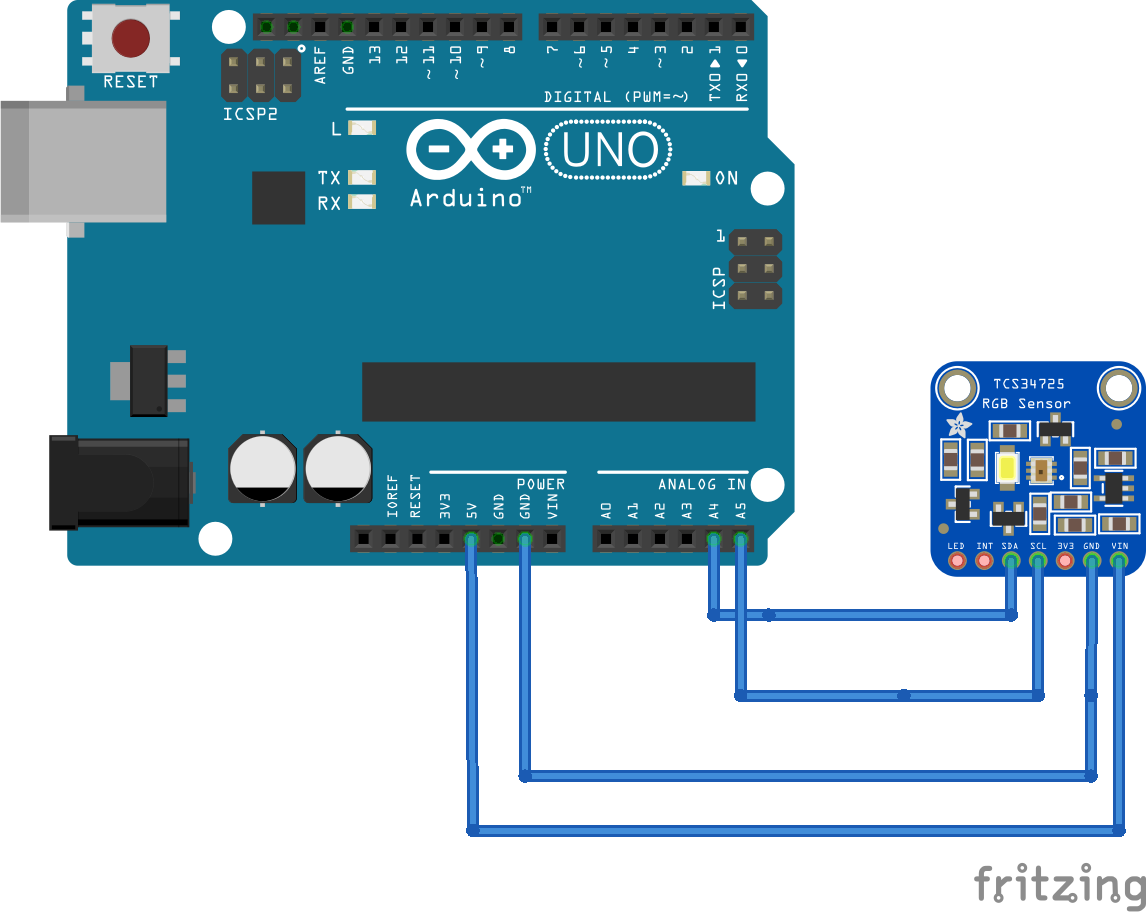 RESET
ICSP2
AREF
GND
13
12
~11
~10
~9
8
7
~6
~5
4
~3
2
TX0▶1
RX0◀0
DIGITAL (PWM=~)
L
TX
RX
Arduino™
UNO
ON
1
ICSP
IOREF
RESET
3V3
5V
GND
GND
VIN
POWER
A0
A1
A2
A3
A4
A5
ANALOG IN
TCS34725
RGB Sensor
LED
INT
SDA
SCL
3V3
GND
VIN
fritzing